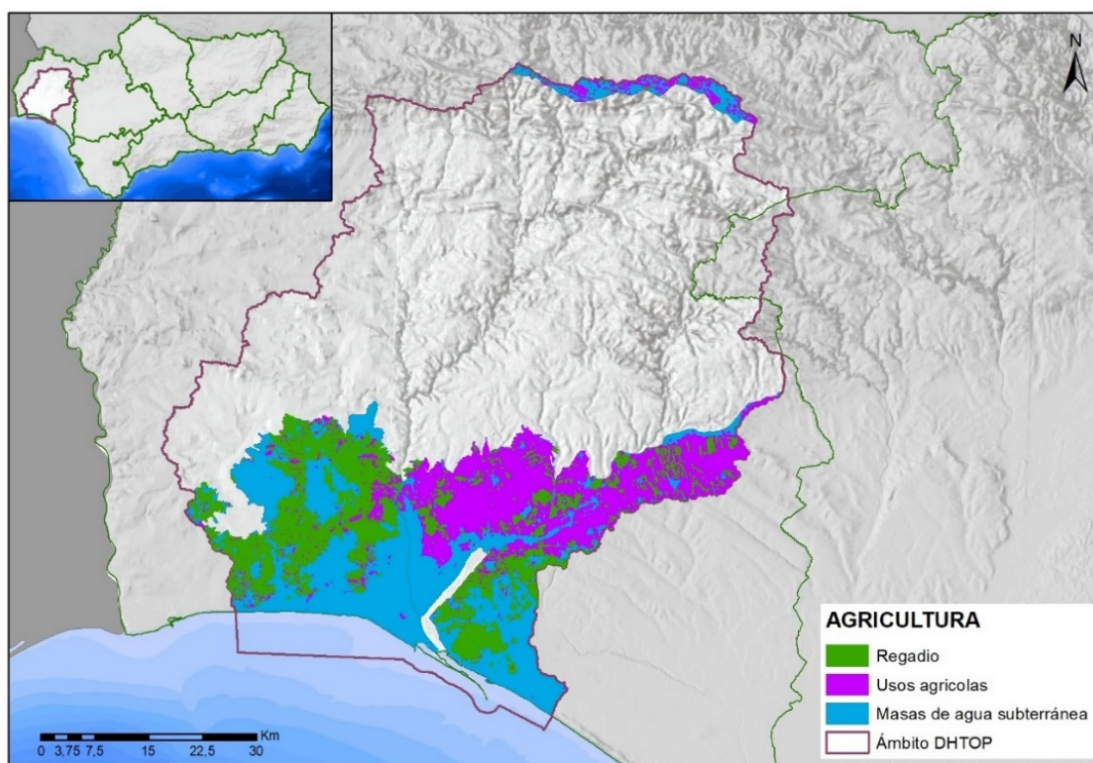 N
AGRICULTURA
Regadio
Usos agricolas
Masas de agua subterránea
Ámbito DHTOP
Km
0 3,75 7,5 15 22,5 30